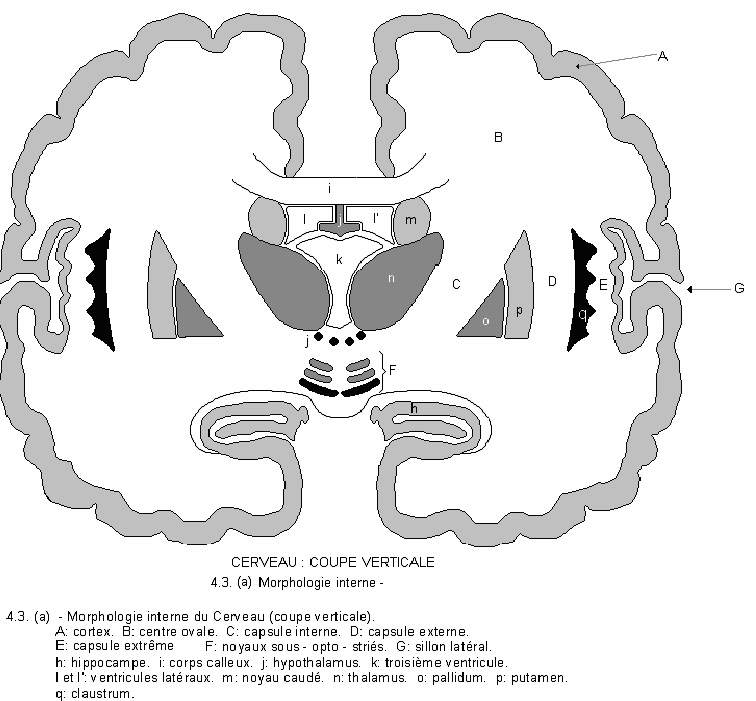 A
B
i
l
l'
m
k
n
C
D
E
G
p
o
q
j
F
h
CERVEAU : COUPE VERTICALE
4.3. (a) Morphologie interne -
4.3. (a) - Morphologie interne du Cerveau (coupe verticale).
A: cortex. B: centre ovale. C: capsule interne. D: capsule externe.
E: capsule extrême F: noyaux sous - opto - striés. G: sillon latéral.
h: hippocampe. i: corps calleux. j: hypothalamus. k: troisième ventricule.
l et l': ventricules latéraux. m: noyau caudé. n: thalamus. o: pallidum. p: putamen.
q: claustrum.